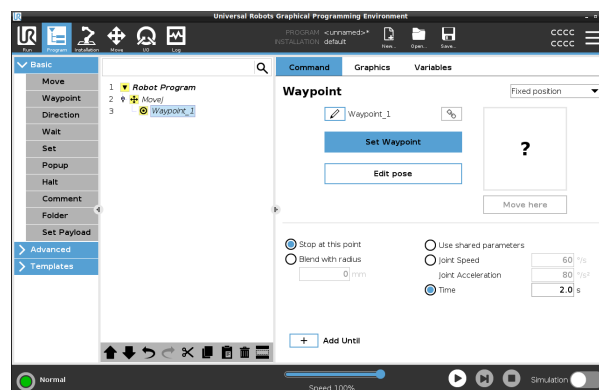 Universal Robots Graphical Programming Environment
UR
Run Program Installation Move I/O Log
PROGRAM <unnamed>*
INSTALLATION default
New... Open... Save...
cccc
cccc
Basic
Move
Waypoint
Direction
Wait
Set
Popup
Halt
Comment
Folder
Set Payload
Advanced
Templates
1 Robot Program
2 MoveJ
3 Waypoint_1
Command Graphics Variables
Waypoint
Fixed position
Waypoint_1
Set Waypoint
?
Edit pose
Move here
Stop at this point
Use shared parameters
Blend with radius
Joint Speed 60 °/s
0 mm
Joint Acceleration 80 °/s²
Time 2.0 s
+ Add Until
Normal
Speed 100%
Simulation